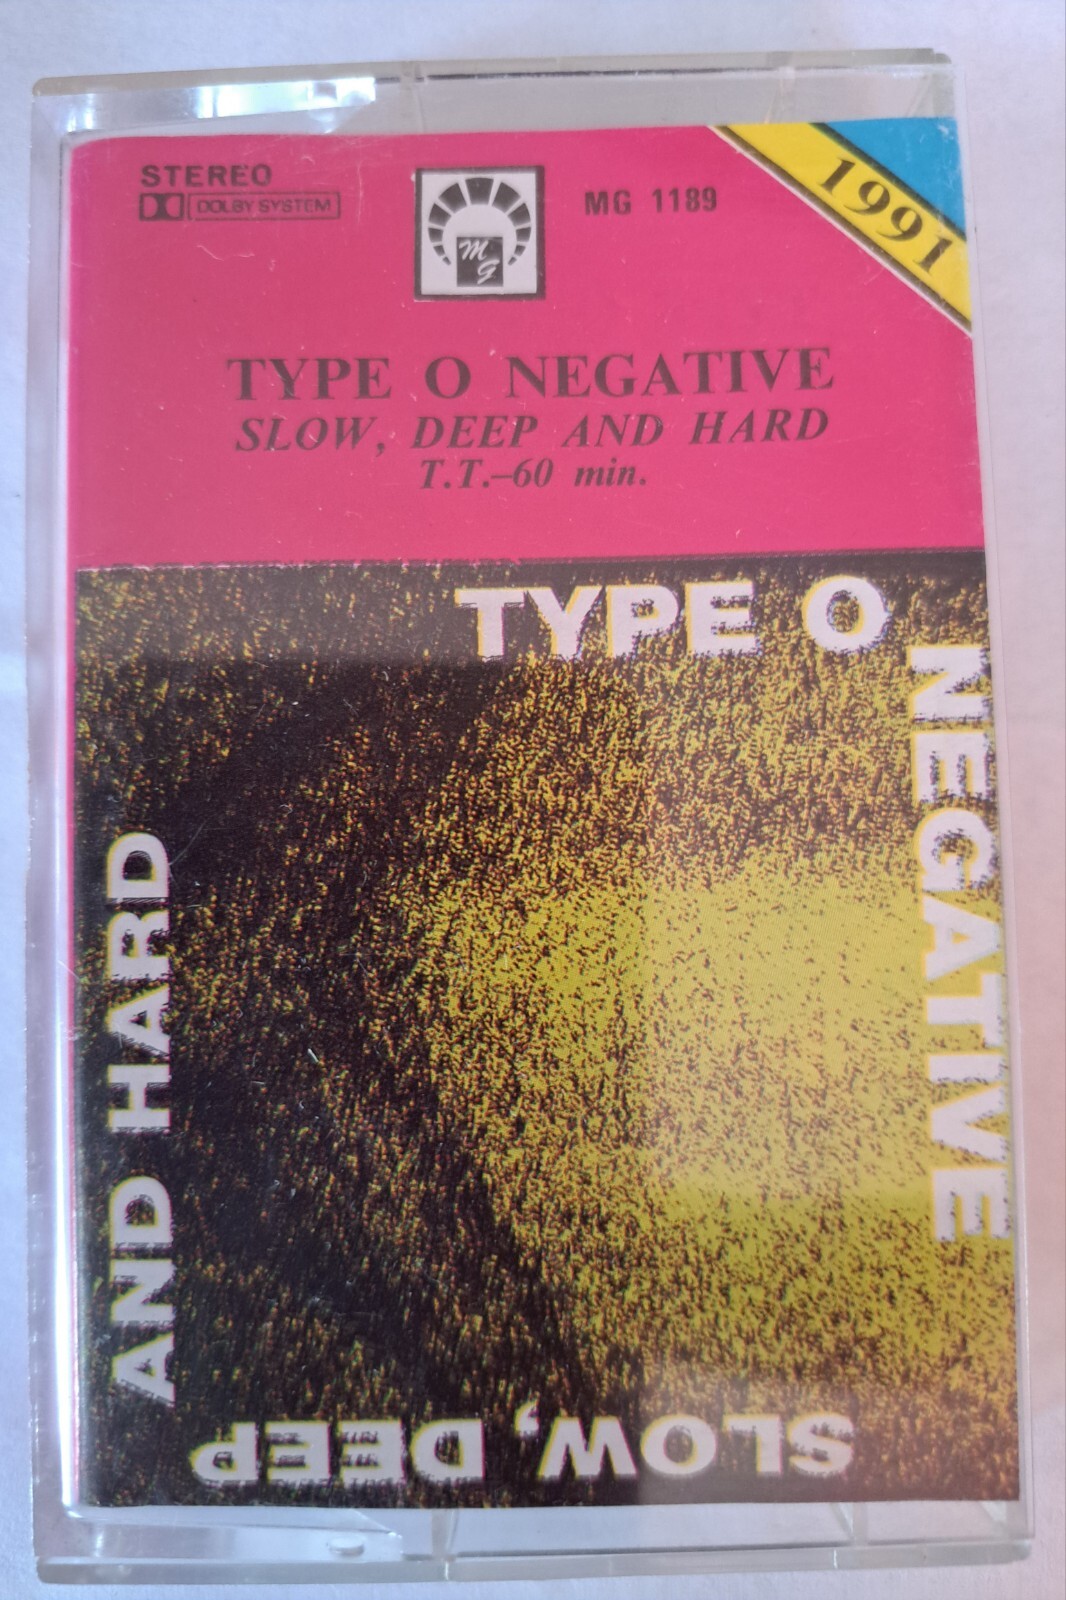 STEREO
DOLBY SYSTEM
MG
MG 1189
1991
TYPE O NEGATIVE
SLOW, DEEP AND HARD
T.T.–60 min.
TYPE O
NEGATIVE
SLOW, DEEP
AND HARD